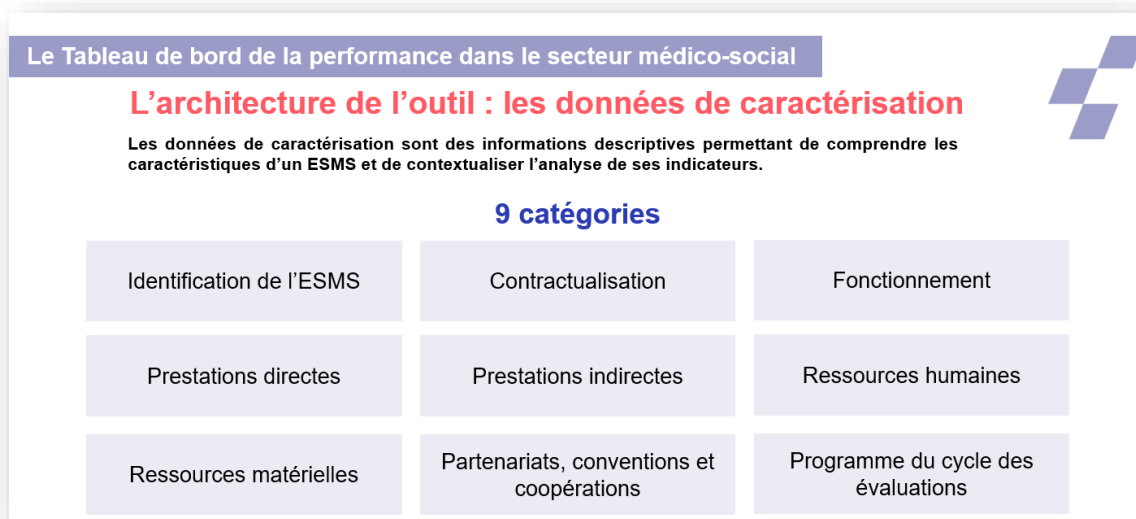 Le Tableau de bord de la performance dans le secteur médico-social
L’architecture de l’outil : les données de caractérisation
Les données de caractérisation sont des informations descriptives permettant de comprendre les
caractéristiques d’un ESMS et de contextualiser l’analyse de ses indicateurs.
9 catégories
Identification de l’ESMS
Contractualisation
Fonctionnement
Prestations directes
Prestations indirectes
Ressources humaines
Ressources matérielles
Partenariats, conventions et
coopérations
Programme du cycle des
évaluations